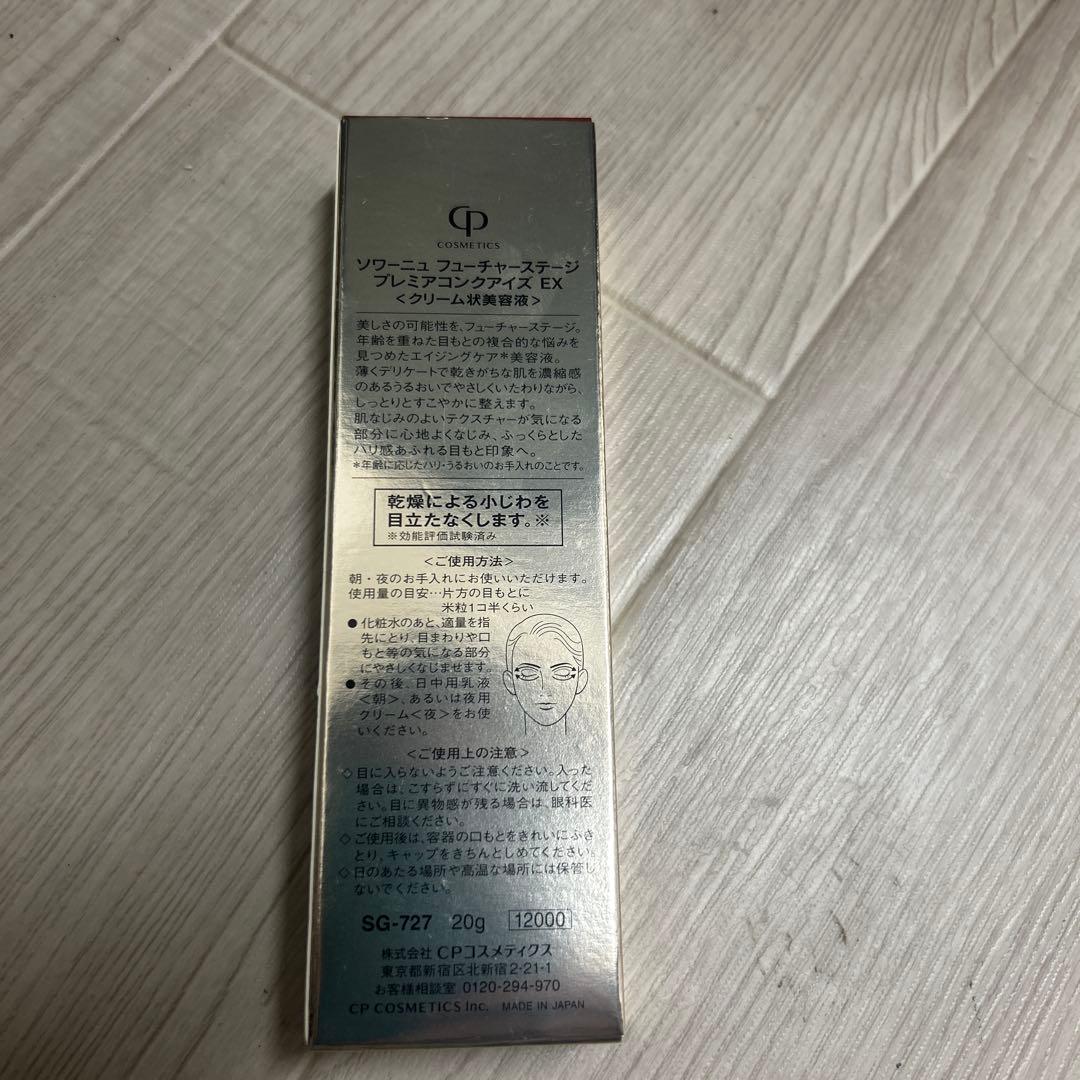 CP
COSMETICS
ソワーニュ フューチャーステージ
プレミアコンクアイズ EX
＜クリーム状美容液＞
美しさの可能性を、フューチャーステージ。
年齢を重ねた目もとの複合的な悩みを
見つめたエイジングケア＊美容液。
薄くデリケートで乾きがちな肌を濃縮感
のあるうるおいでやさしくいたわりながら、
しっとりとすこやかに整えます。
肌なじみのよいテクスチャーが気になる
部分に心地よくなじみ、ふっくらとした
ハリ感あふれる目もと印象へ。
＊年齢に応じたハリ・うるおいのお手入れのことです。
乾燥による小じわを
目立たなくします。※
※効能評価試験済み
＜ご使用方法＞
朝・夜のお手入れにお使いいただけます。
使用量の目安…片方の目もとに
米粒1コ半くらい
● 化粧水のあと、適量を指
先にとり、目まわりや口
もと等の気になる部分
にやさしくなじませます。
● その後、日中用乳液
＜朝＞、あるいは夜用
クリーム＜夜＞をお使
いください。
＜ご使用上の注意＞
◇目に入らないようご注意ください。入った
場合は、こすらずにすぐに洗い流してくだ
さい。目に異物感が残る場合は、眼科医
にご相談ください。
◇ご使用後は、容器の口もとをきれいにふき
とり、キャップをきちんとしめてください。
◇日のあたる場所や高温な場所には保管し
ないでください。
SG-727 20g 12000
株式会社 CPコスメティクス
東京都新宿区北新宿2-21-1
お客様相談室 0120-294-970
CP COSMETICS Inc. MADE IN JAPAN